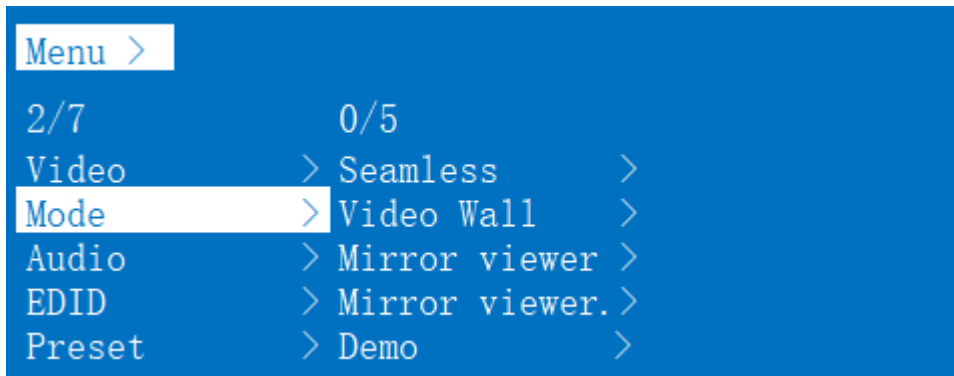 Menu >
2/7 0/5
Video > Seamless >
Mode > Video Wall >
Audio > Mirror viewer >
EDID > Mirror viewer. >
Preset > Demo >